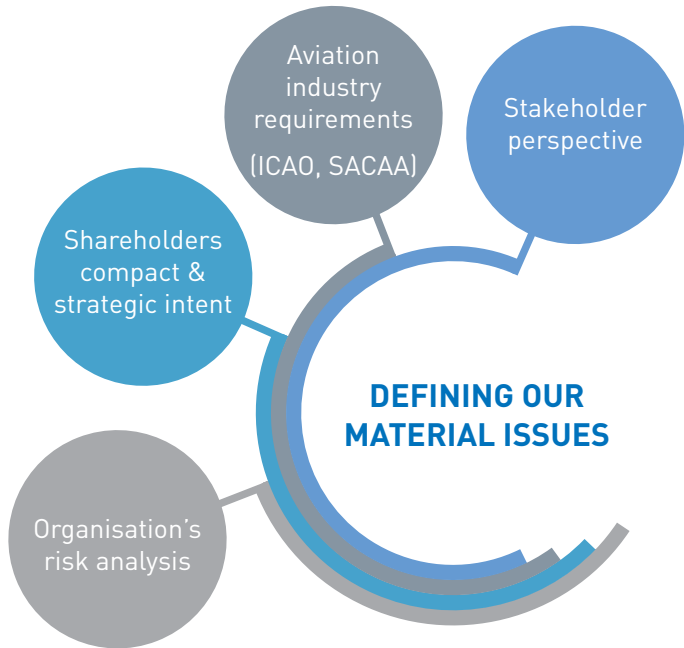 Aviation
industry
requirements
(ICAO, SACAA)
Stakeholder
perspective
Shareholders
compact &
strategic intent
DEFINING OUR
MATERIAL ISSUES
Organisation's
risk analysis